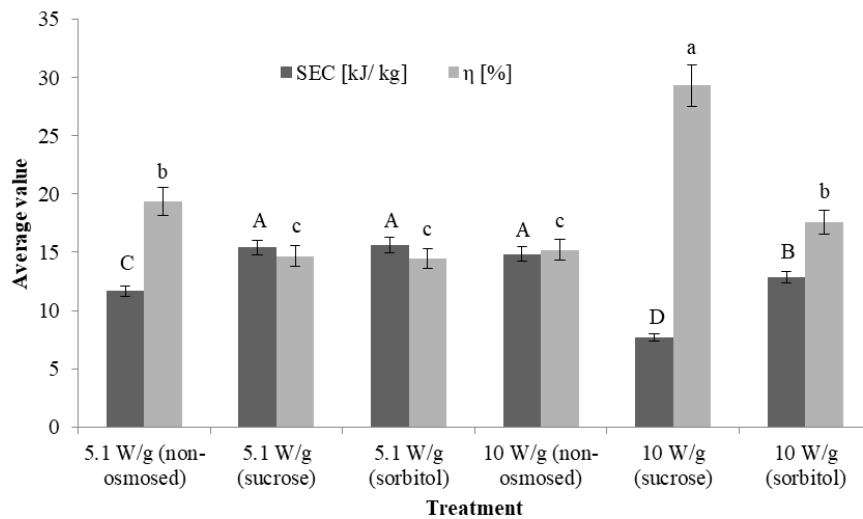 35
30
25
20
15
10
5
0
Average value
SEC [kJ/ kg]
η [%]
C
b
A
c
A
c
A
c
D
a
B
b
5.1 W/g (non-
osmosed)
5.1 W/g
(sucrose)
5.1 W/g
(sorbitol)
10 W/g (non-
osmosed)
10 W/g
(sucrose)
10 W/g
(sorbitol)
Treatment